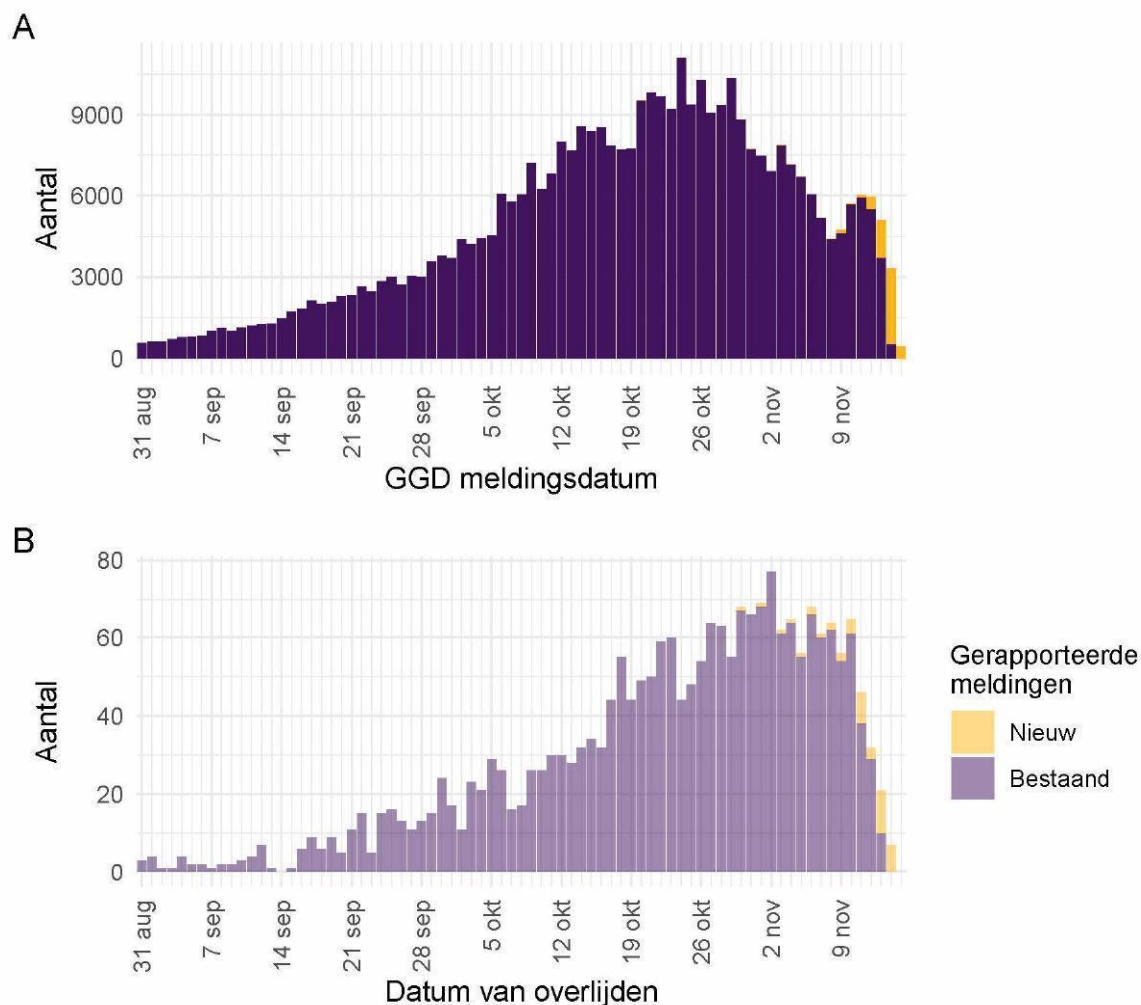 A
9000
6000
3000
0
Aantal
31 aug
7 sep
14 sep
21 sep
28 sep
5 okt
12 okt
19 okt
26 okt
2 nov
9 nov
GGD meldingsdatum
B
80
60
40
20
0
Aantal
31 aug
7 sep
14 sep
21 sep
28 sep
5 okt
12 okt
19 okt
26 okt
2 nov
9 nov
Datum van overlijden
Gerapporteerde
meldingen
Nieuw
Bestaand